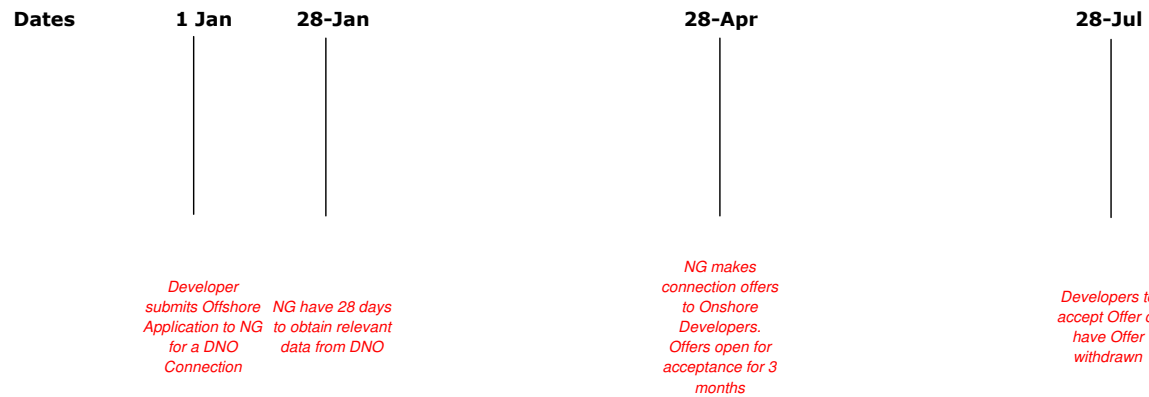 Dates 1 Jan 28-Jan 28-Apr 28-Jul
Developer
submits Offshore
Application to NG
for a DNO
Connection
NG have 28 days
to obtain relevant
data from DNO
NG makes
connection offers
to Onshore
Developers.
Offers open for
acceptance for 3
months
Developers
accept Offer
have Offer
withdrawn